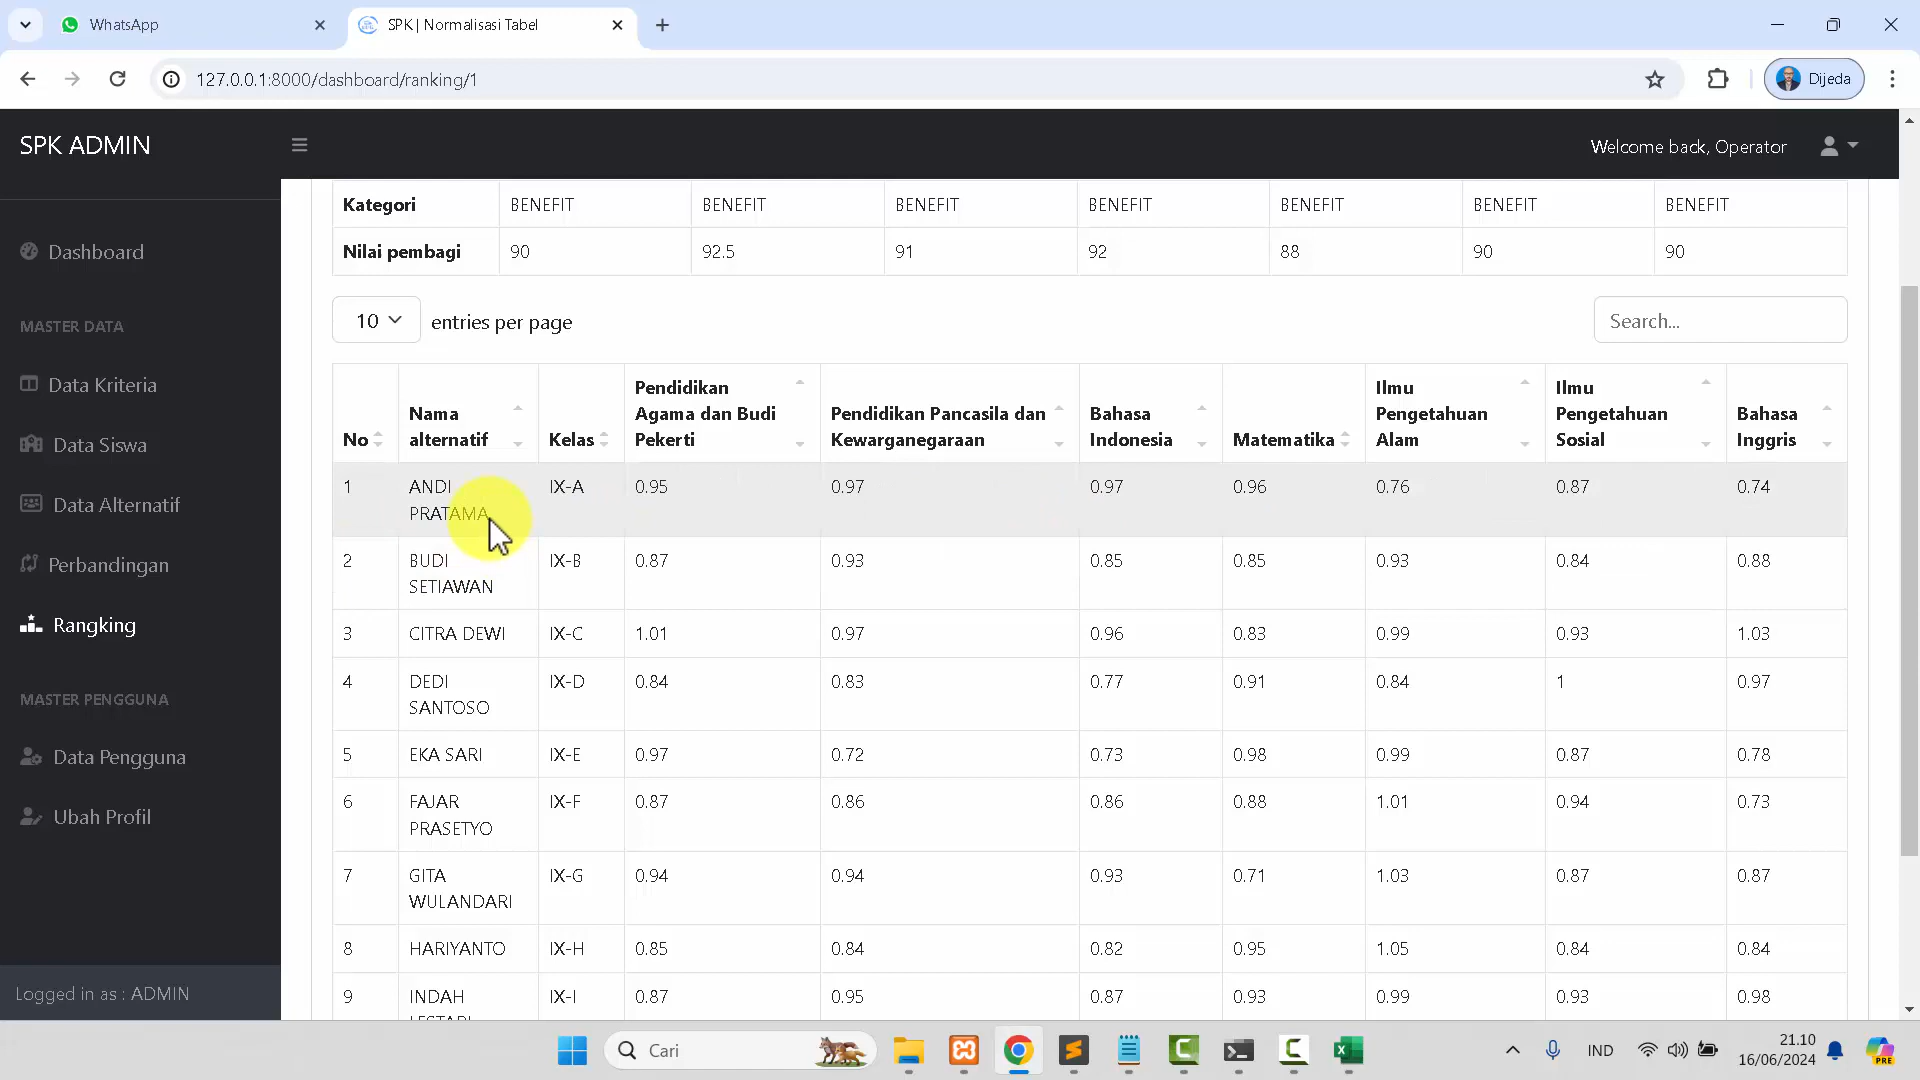 WhatsApp
SPK | Normalisasi Tabel
127.0.0.1:8000/dashboard/ranking/1
Dijeda
SPK ADMIN
Welcome back, Operator
Dashboard
MASTER DATA
Data Kriteria
Data Siswa
Data Alternatif
Perbandingan
Rangking
MASTER PENGGUNA
Data Pengguna
Ubah Profil
Logged in as : ADMIN
Kategori BENEFIT BENEFIT BENEFIT BENEFIT BENEFIT BENEFIT BENEFIT
Nilai pembagi 90 92.5 91 92 88 90 90
10 entries per page
Search...
No
Nama
alternatif
Kelas
Pendidikan
Agama dan Budi
Pekerti
Pendidikan Pancasila dan
Kewarganegaraan
Bahasa
Indonesia
Matematika
Ilmu
Pengetahuan
Alam
Ilmu
Pengetahuan
Sosial
Bahasa
Inggris
1 ANDI IX-A 0.95 0.97 0.97 0.96 0.76 0.87 0.74
PRATAMA
2 BUDI IX-B 0.87 0.93 0.85 0.85 0.93 0.84 0.88
SETIAWAN
3 CITRA DEWI IX-C 1.01 0.97 0.96 0.83 0.99 0.93 1.03
4 DEDI IX-D 0.84 0.83 0.77 0.91 0.84 1 0.97
SANTOSO
5 EKA SARI IX-E 0.97 0.72 0.73 0.98 0.99 0.87 0.78
6 FAJAR IX-F 0.87 0.86 0.86 0.88 1.01 0.94 0.73
PRASETYO
7 GITA IX-G 0.94 0.94 0.93 0.71 1.03 0.87 0.87
WULANDARI
8 HARIYANTO IX-H 0.85 0.84 0.82 0.95 1.05 0.84 0.84
9 INDAH IX-I 0.87 0.95 0.87 0.93 0.99 0.93 0.98
Cari
IND
21.10
16/06/2024
PRE